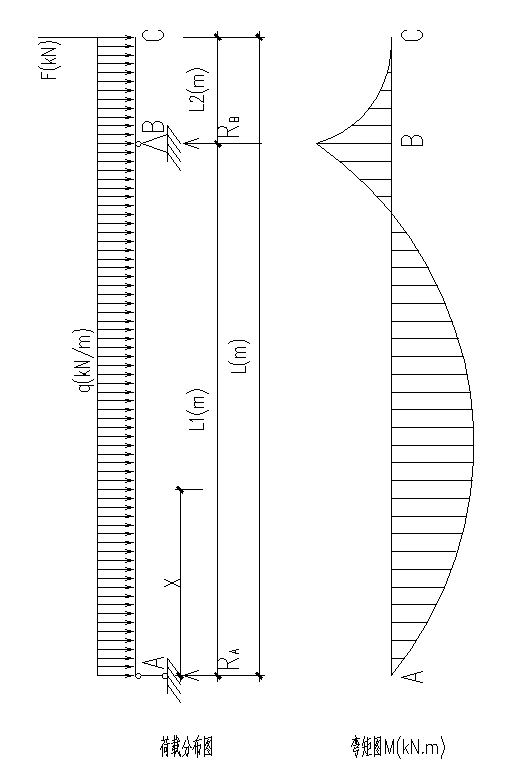 F(kN)
C
L2(m)
B
R_B
q(kN/m)
L(m)
L1(m)
X
A
R_A
荷载分布图
C
B
A
弯矩图M(kN.m)